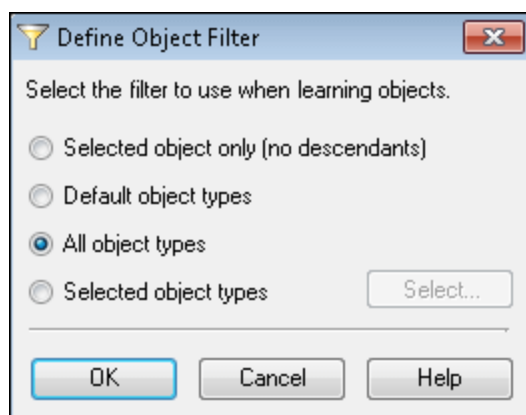 Define Object Filter
Select the filter to use when learning objects.
Selected object only (no descendants)
Default object types
All object types
Selected object types
Select...
OK
Cancel
Help